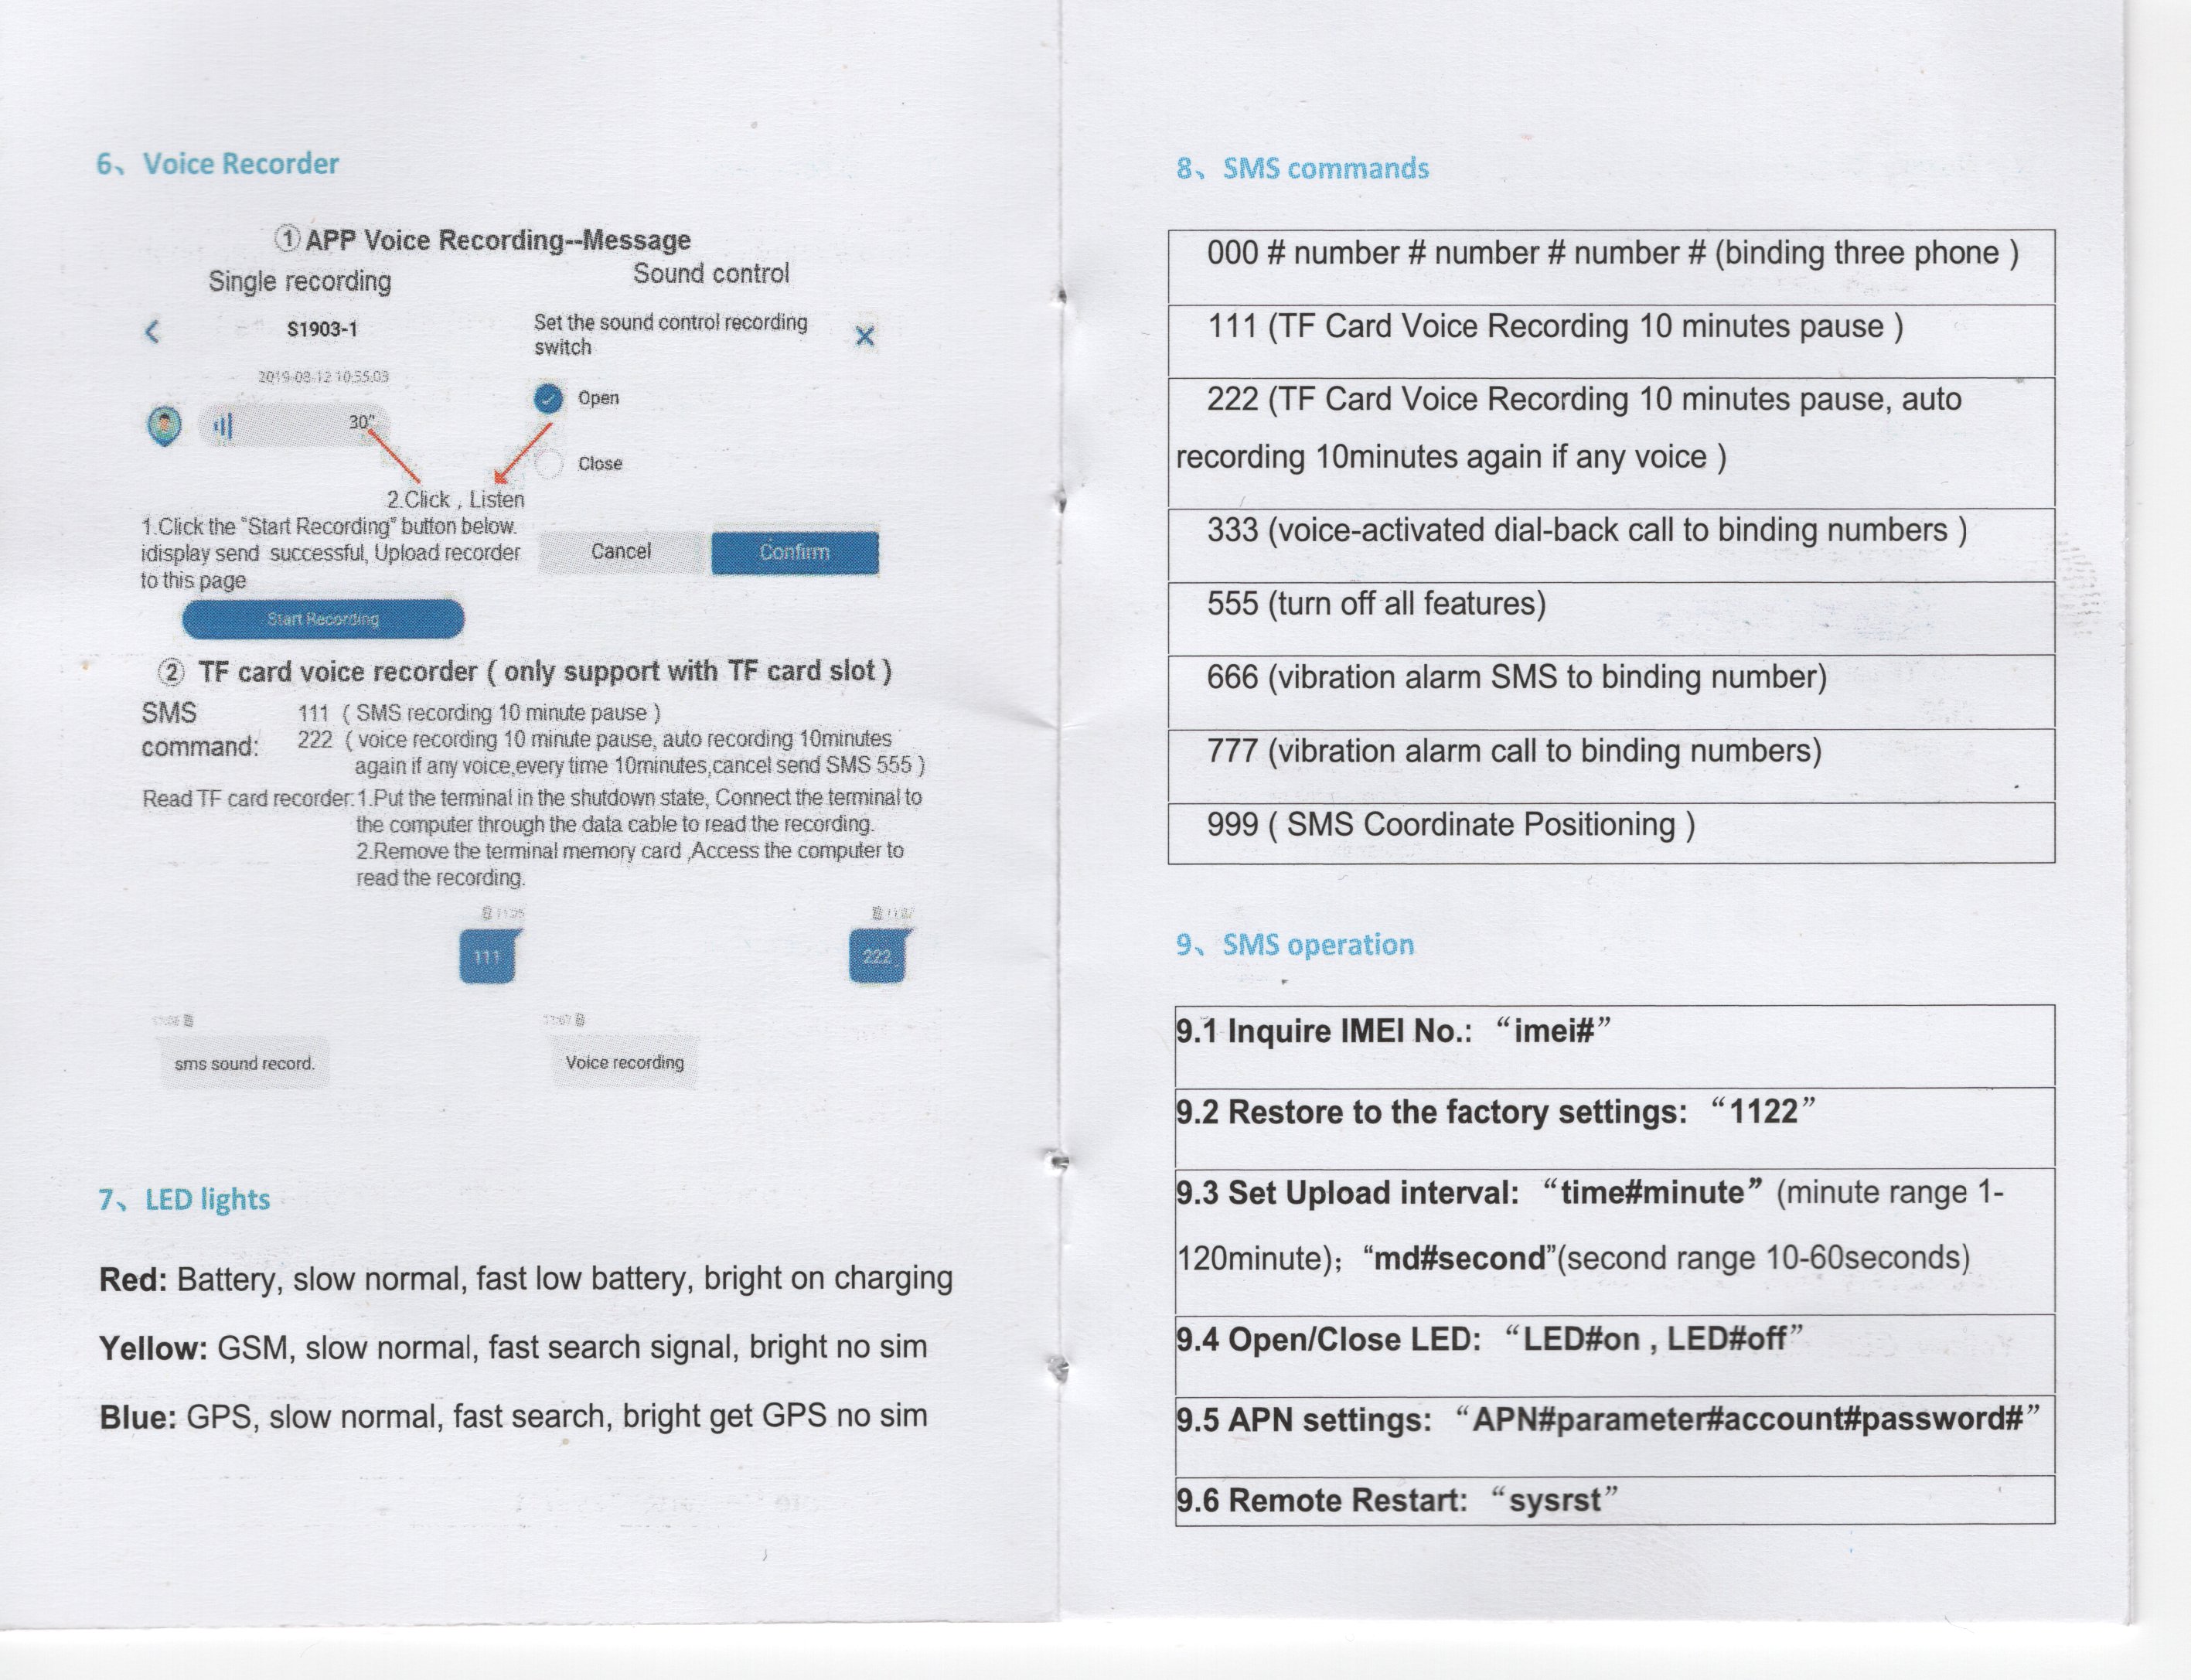 6、Voice Recorder
① APP Voice Recording--Message
Single recording
Sound control
S1903-1
Set the sound control recording
switch
30"
Open
Close
2.Click , Listen
1.Click the "Start Recording" button below.
idisplay send successful, Upload recorder
to this page
Cancel
Confirm
Start Recording
② TF card voice recorder ( only support with TF card slot )
SMS
command:
111 ( SMS recording 10 minute pause )
222 ( voice recording 10 minute pause, auto recording 10minutes
again if any voice,every time 10minutes,cancel send SMS 555 )
Read TF card recorder: 1.Put the terminal in the shutdown state, Connect the terminal to
the computer through the data cable to read the recording.
2.Remove the terminal memory card ,Access the computer to
read the recording.
111
222
sms sound record.
Voice recording
7、LED lights
Red: Battery, slow normal, fast low battery, bright on charging
Yellow: GSM, slow normal, fast search signal, bright no sim
Blue: GPS, slow normal, fast search, bright get GPS no sim
8、SMS commands
000 # number # number # number # (binding three phone )
111 (TF Card Voice Recording 10 minutes pause )
222 (TF Card Voice Recording 10 minutes pause, auto
recording 10minutes again if any voice )
333 (voice-activated dial-back call to binding numbers )
555 (turn off all features)
666 (vibration alarm SMS to binding number)
777 (vibration alarm call to binding numbers)
999 ( SMS Coordinate Positioning )
9、SMS operation
9.1 Inquire IMEI No.: “imei#”
9.2 Restore to the factory settings: “1122”
9.3 Set Upload interval: “time#minute” (minute range 1-
120minute); “md#second”(second range 10-60seconds)
9.4 Open/Close LED: “LED#on , LED#off”
9.5 APN settings: “APN#parameter#account#password#”
9.6 Remote Restart: “sysrst”